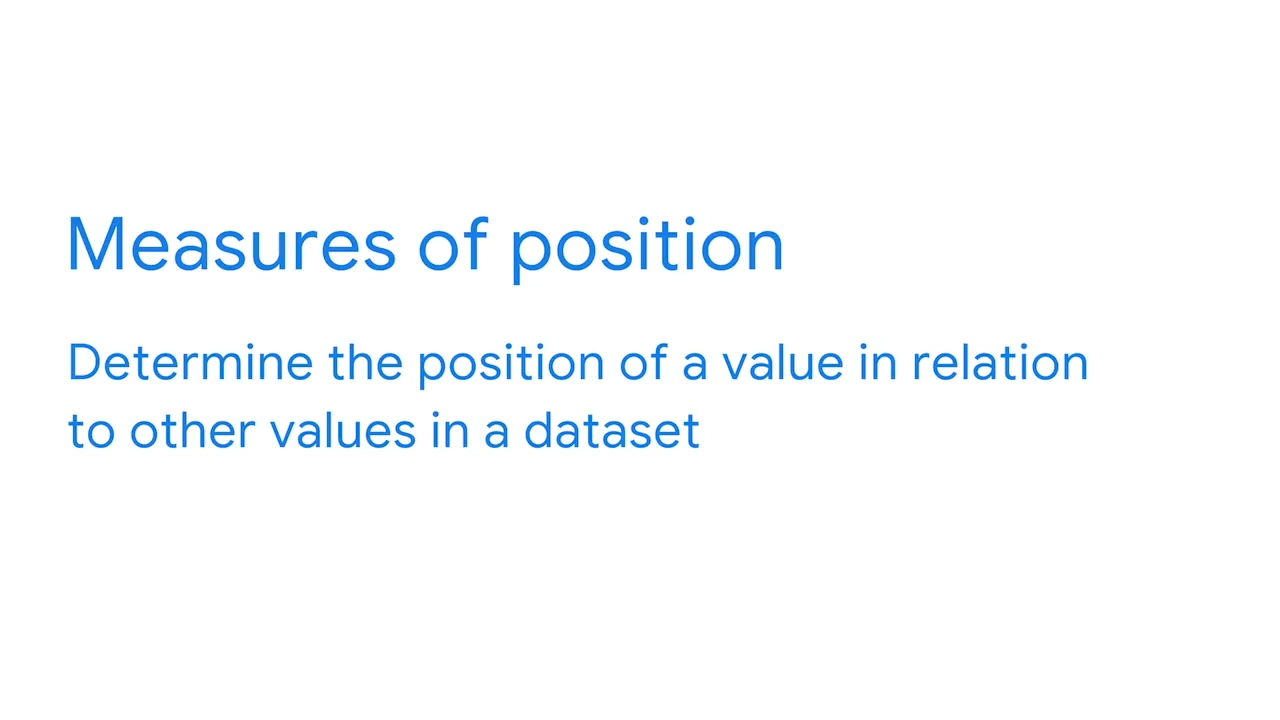 Measures of position
Determine the position of a value in relation
to other values in a dataset